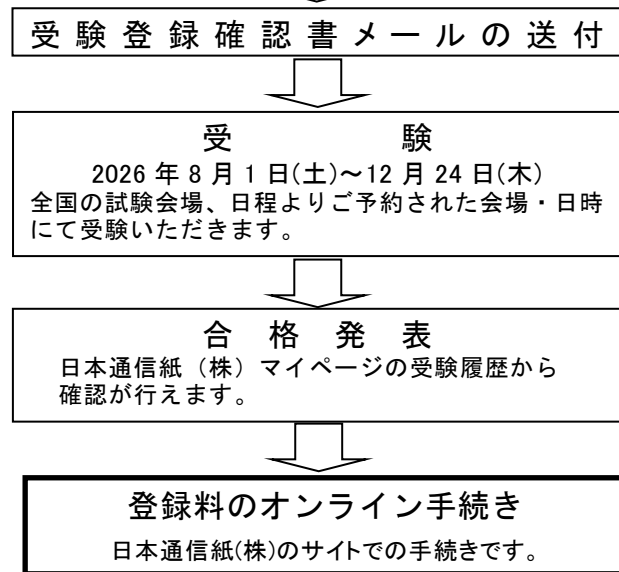 受験登録確認書メールの送付
受験
2026年8月1日(土)～12月24日(木)
全国の試験会場、日程よりご予約された会場・日時
にて受験いただきます。
合格発表
日本通信紙（株）マイページの受験履歴から
確認が行えます。
登録料のオンライン手続き
日本通信紙(株)のサイトでの手続きです。